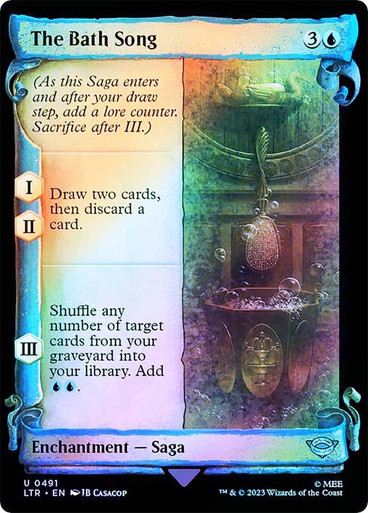 The Bath Song 3
(As this Saga enters
and after your draw
step, add a lore counter.
Sacrifice after III.)
I
II
Draw two cards,
then discard a
card.
III
Shuffle any
number of target
cards from your
graveyard into
your library. Add
.
Enchantment — Saga
U 0491
LTR • EN JB Casacop
© MEE
™ & © 2023 Wizards of the Coast